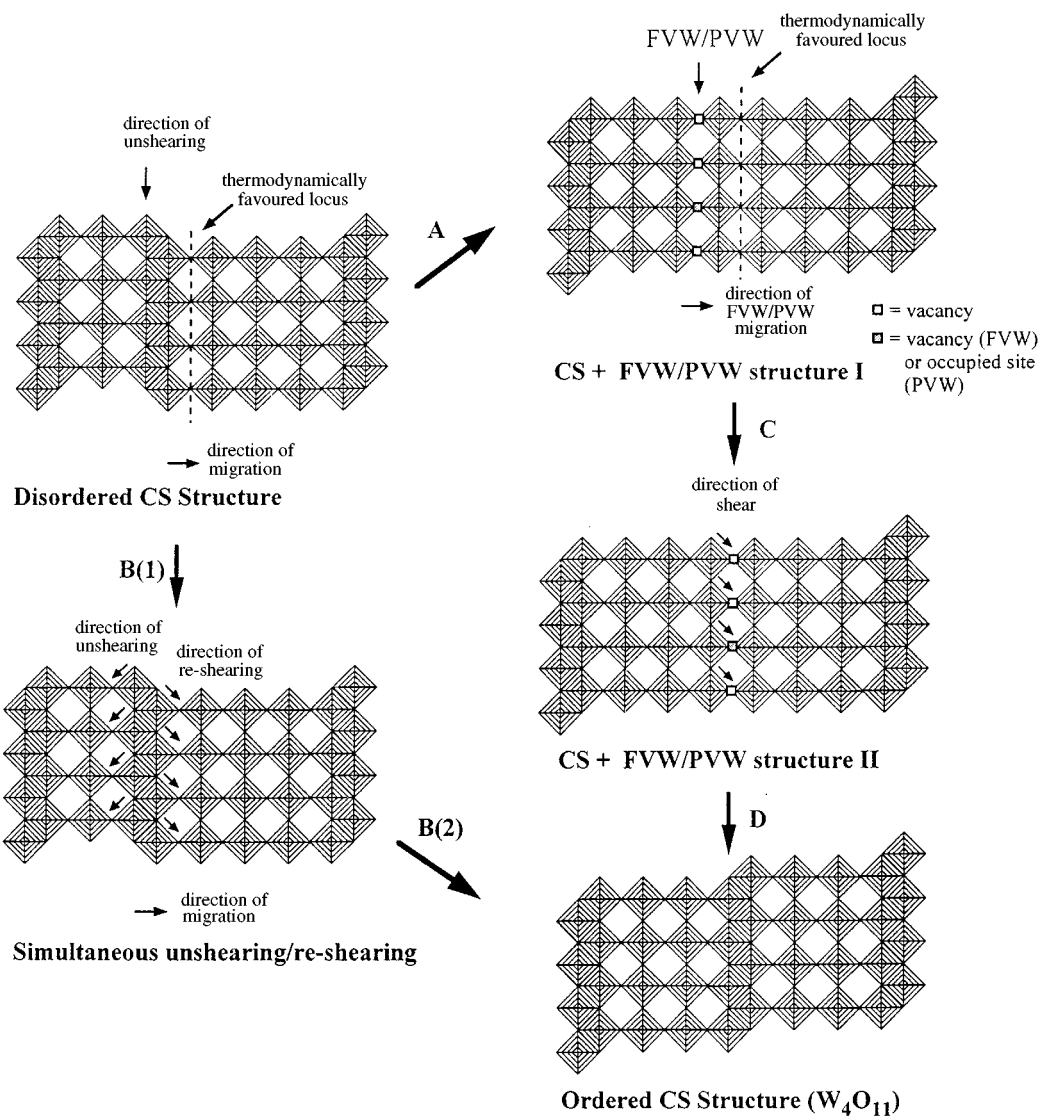 direction of
unshearing
thermodynamically
favoured locus
direction of
migration
Disordered CS Structure
A
FVW/PVW
thermodynamically
favoured locus
direction of
FVW/PVW
migration
= vacancy
= vacancy (FVW)
or occupied site
(PVW)
CS + FVW/PVW structure I
B(1)
C
direction of
unshearing
direction of
re-shearing
direction of
migration
Simultaneous unshearing/re-shearing
B(2)
direction of
shear
CS + FVW/PVW structure II
D
Ordered CS Structure (W₄O₁₁)